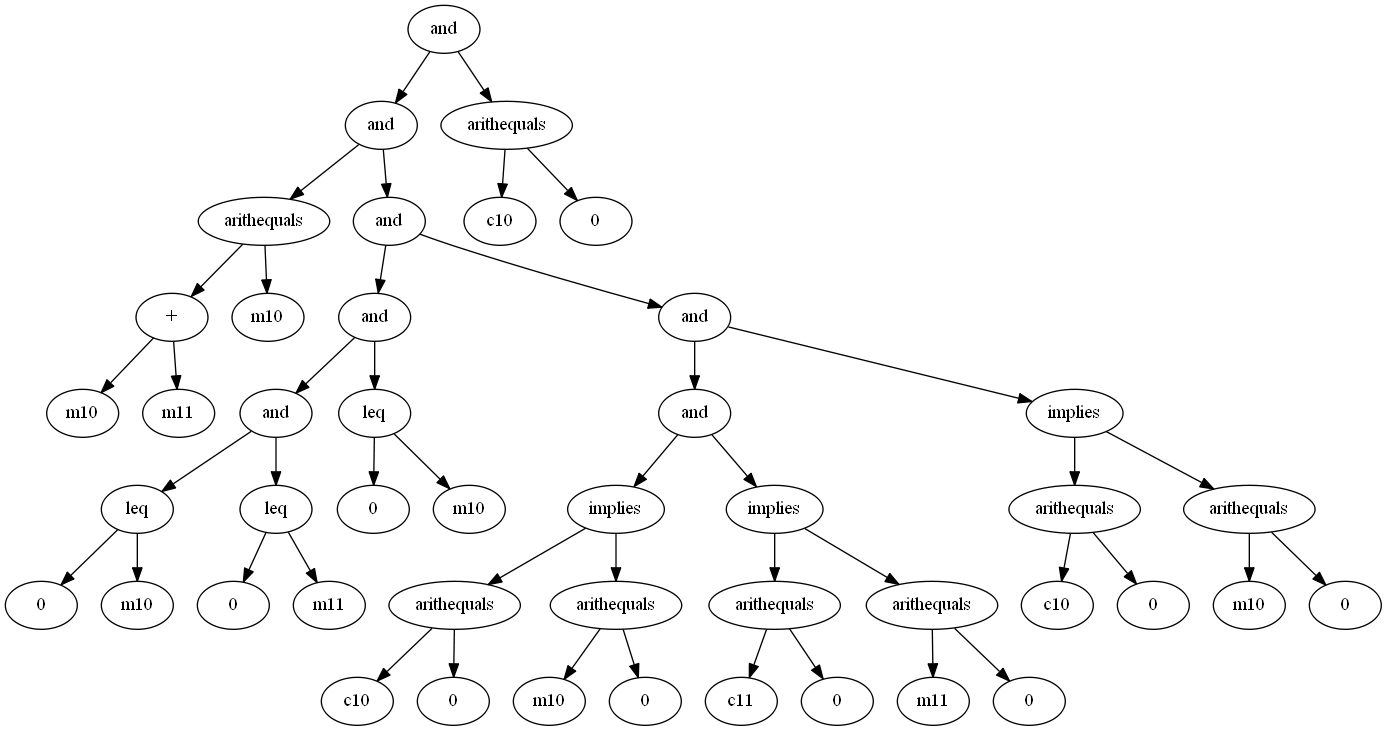 and
and arithequals
arithequals and c10 0
+ m10 and and
m10 m11 and leq and implies
leq leq 0 m10 implies implies arithequals arithequals
0 m10 0 m11 arithequals arithequals arithequals arithequals c10 0 m10 0
c10 0 m10 0 c11 0 m11 0